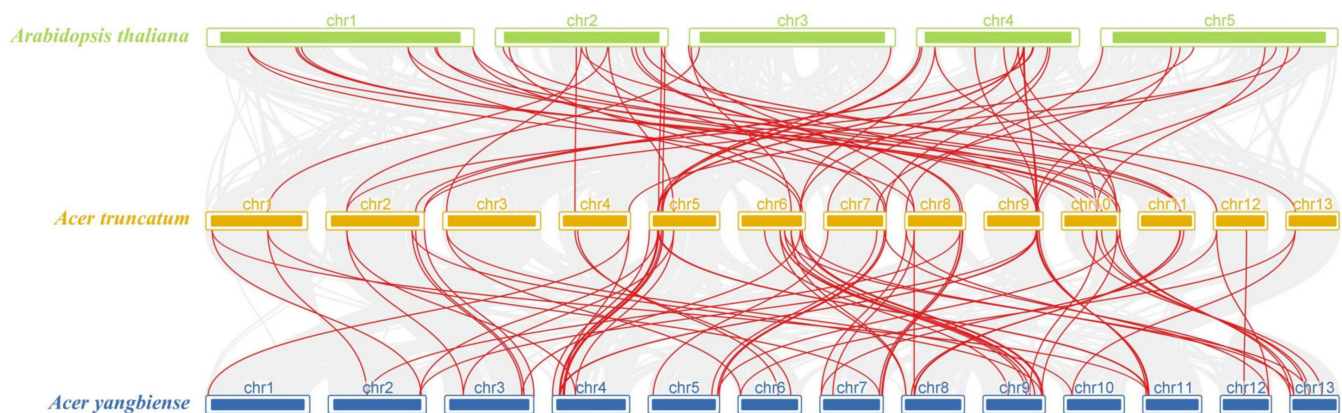 chr1 chr2 chr3 chr4 chr5
Arabidopsis thaliana
chr1 chr2 chr3 chr4 chr5 chr6 chr7 chr8 chr9 chr10 chr11 chr12 chr13
Acer truncatum
chr1 chr2 chr3 chr4 chr5 chr6 chr7 chr8 chr9 chr10 chr11 chr12 chr13
Acer yangbiense